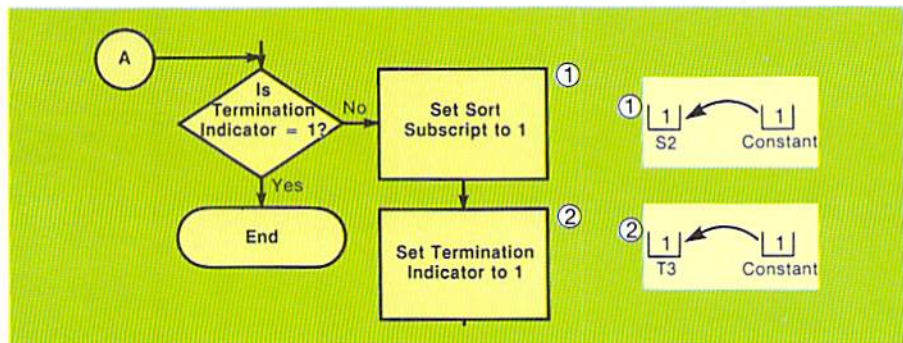 A
Is
Termination
Indicator = 1?
No
Yes
End
1
Set Sort
Subscript to 1
2
Set Termination
Indicator to 1
1
1
1
S2
Constant
2
1
1
T3
Constant